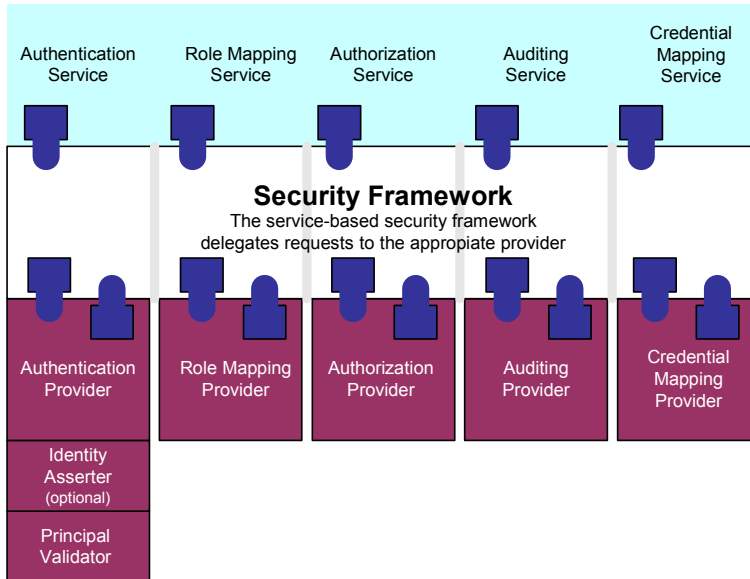 Authentication
Service
Role Mapping
Service
Authorization
Service
Auditing
Service
Credential
Mapping
Service
Security Framework
The service-based security framework
delegates requests to the appropiate provider
Authentication
Provider
Role Mapping
Provider
Authorization
Provider
Auditing
Provider
Credential
Mapping
Provider
Identity
Asserter
(optional)
Principal
Validator